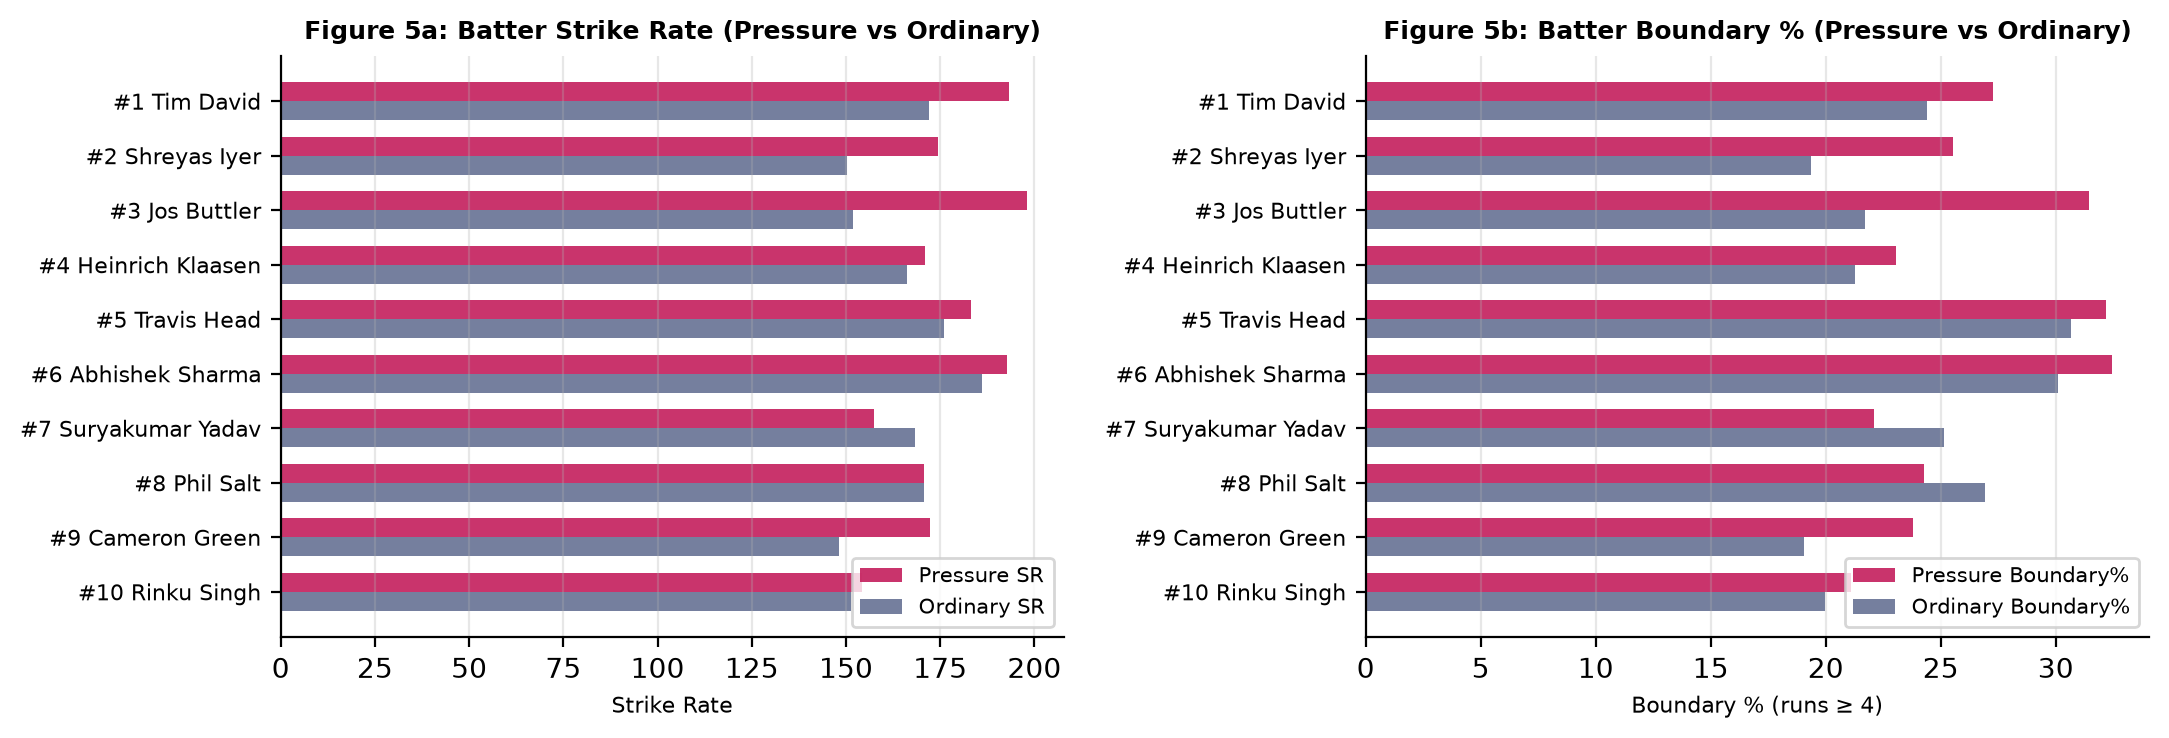 Figure 5a: Batter Strike Rate (Pressure vs Ordinary)
#1 Tim David
#2 Shreyas Iyer
#3 Jos Buttler
#4 Heinrich Klaasen
#5 Travis Head
#6 Abhishek Sharma
#7 Suryakumar Yadav
#8 Phil Salt
#9 Cameron Green
#10 Rinku Singh
Pressure SR
Ordinary SR
0 25 50 75 100 125 150 175 200
Strike Rate
Figure 5b: Batter Boundary % (Pressure vs Ordinary)
#1 Tim David
#2 Shreyas Iyer
#3 Jos Buttler
#4 Heinrich Klaasen
#5 Travis Head
#6 Abhishek Sharma
#7 Suryakumar Yadav
#8 Phil Salt
#9 Cameron Green
#10 Rinku Singh
Pressure Boundary%
Ordinary Boundary%
0 5 10 15 20 25 30
Boundary % (runs ≥ 4)